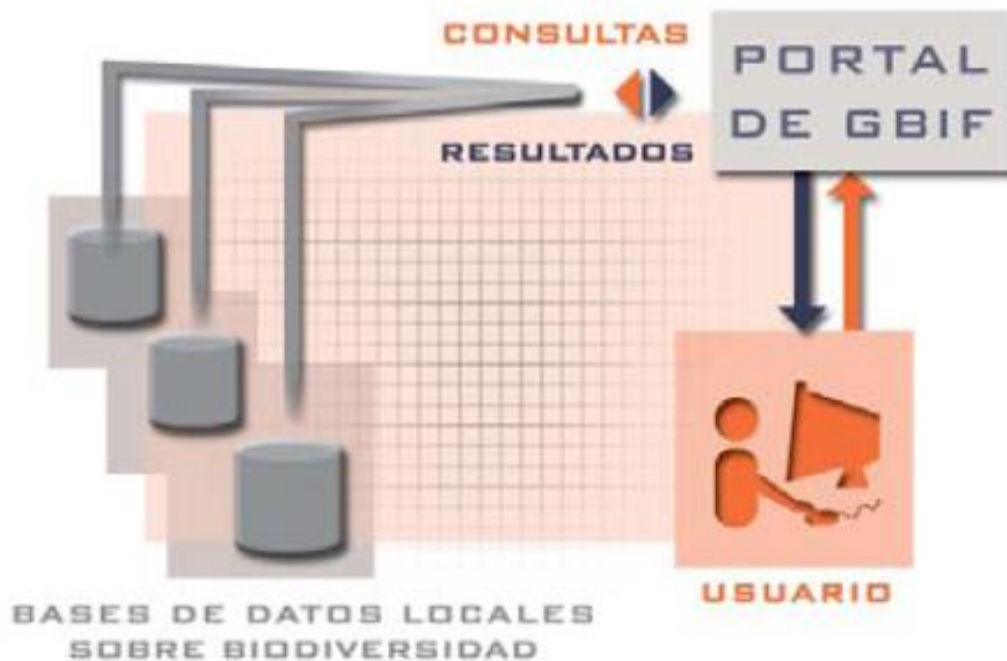 CONSULTAS
RESULTADOS
PORTAL
DE GBIF
USUARIO
BASES DE DATOS LOCALES
SOBRE BIODIVERSIDAD